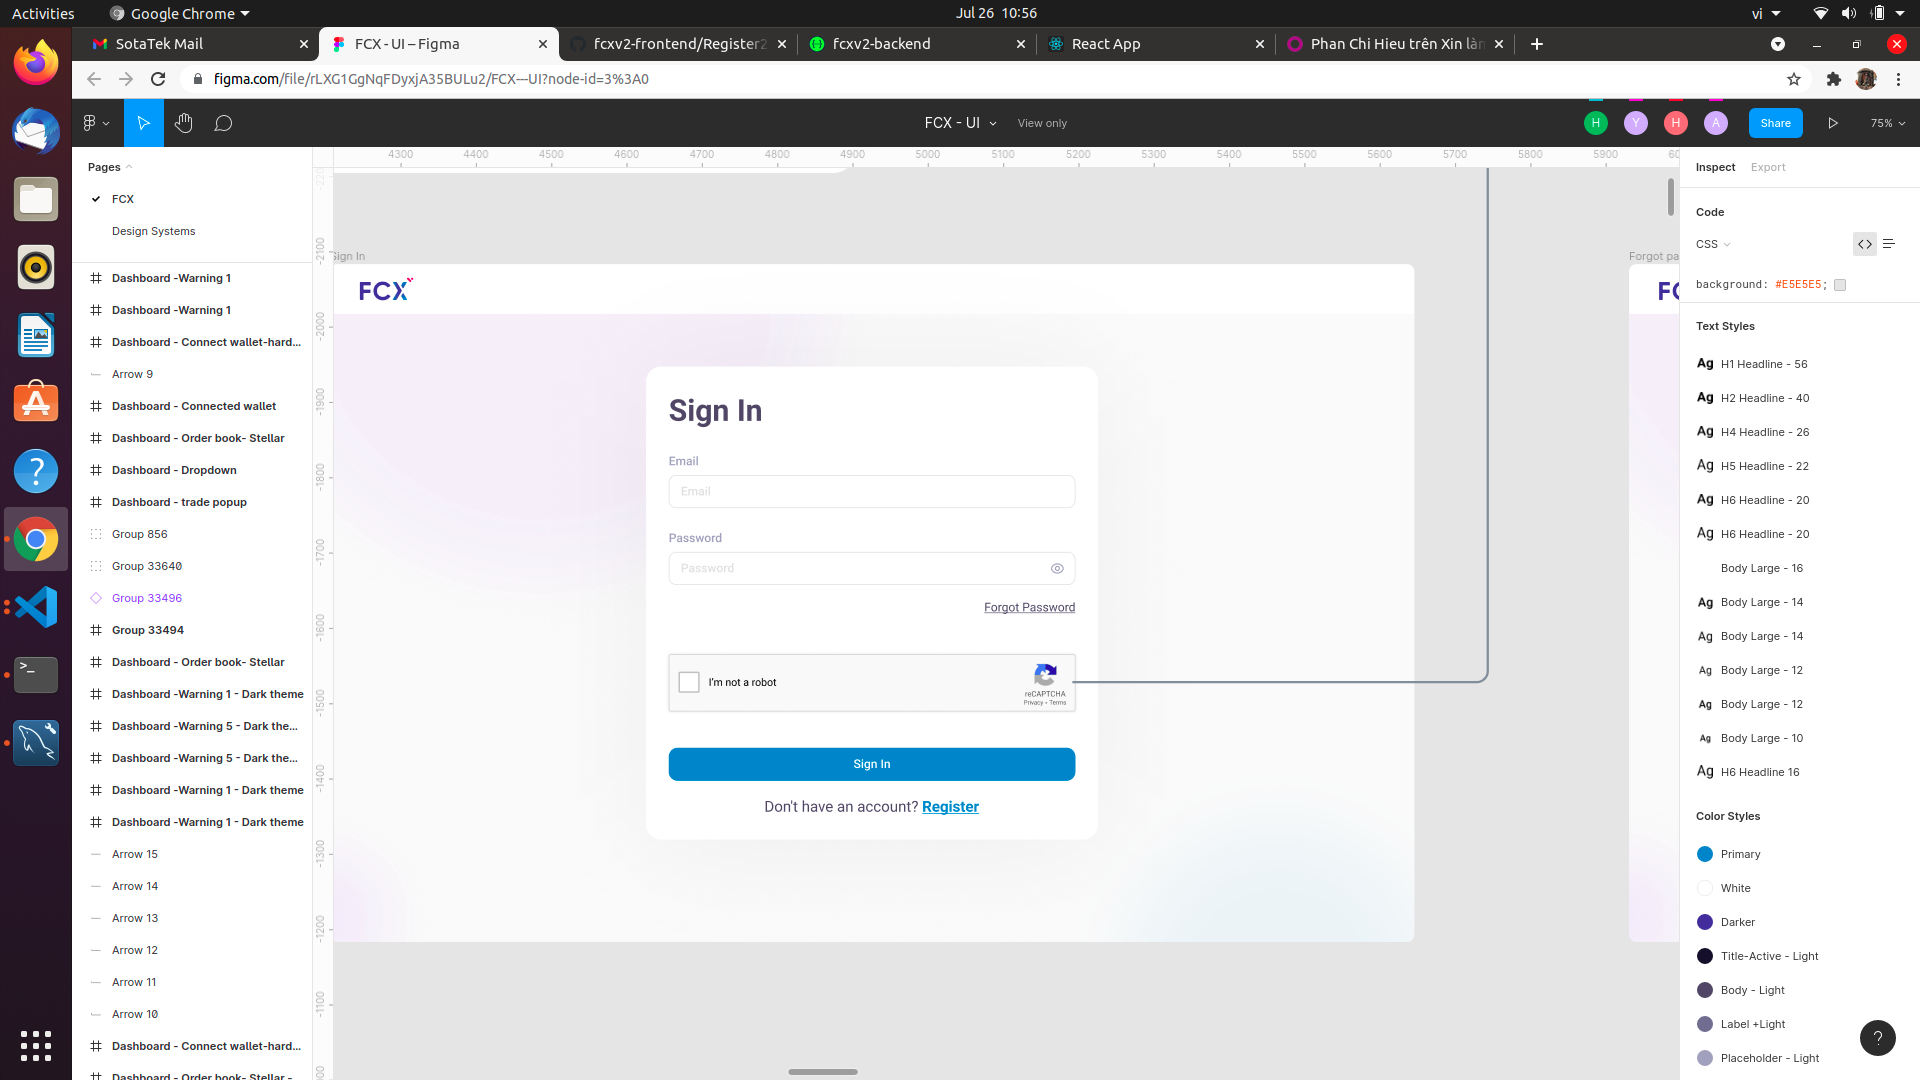 Activities
Google Chrome
Jul 26 10:56
vi
SotaTek Mail
FCX - UI – Figma
fcxv2-frontend/Register2
fcxv2-backend
React App
Phan Chi Hieu trên Xin làn
figma.com/file/rLXG1GgNqFDyxjA35BULu2/FCX---UI?node-id=3%3A0
FCX - UI
View only
H
Y
H
A
Share
75%
Pages
FCX
Design Systems
Dashboard -Warning 1
Dashboard -Warning 1
Dashboard - Connect wallet-hard...
Arrow 9
Dashboard - Connected wallet
Dashboard - Order book- Stellar
Dashboard - Dropdown
Dashboard - trade popup
Group 856
Group 33640
Group 33496
Group 33494
Dashboard - Order book- Stellar
Dashboard -Warning 1 - Dark theme
Dashboard -Warning 5 - Dark the...
Dashboard -Warning 5 - Dark the...
Dashboard -Warning 1 - Dark theme
Dashboard -Warning 1 - Dark theme
Arrow 15
Arrow 14
Arrow 13
Arrow 12
Arrow 11
Arrow 10
Dashboard - Connect wallet-hard...
Dashboard - Order book- Stellar -
4300 4400 4500 4600 4700 4800 4900 5000 5100 5200 5300 5400 5500 5600 5700 5800 5900
-2100
-2000
-1900
-1800
-1700
-1600
-1500
-1400
-1300
-1200
-1100
Sign In
FCX
Sign In
Email
Email
Password
Password
Forgot Password
I'm not a robot
reCAPTCHA
Privacy - Terms
Sign In
Don't have an account? Register
Forgot pa
FC
Inspect
Export
Code
CSS
background: #E5E5E5;
Text Styles
Ag H1 Headline - 56
Ag H2 Headline - 40
Ag H4 Headline - 26
Ag H5 Headline - 22
Ag H6 Headline - 20
Ag H6 Headline - 20
Body Large - 16
Ag Body Large - 14
Ag Body Large - 14
Ag Body Large - 12
Ag Body Large - 12
Ag Body Large - 10
Ag H6 Headline 16
Color Styles
Primary
White
Darker
Title-Active - Light
Body - Light
Label +Light
Placeholder - Light
?